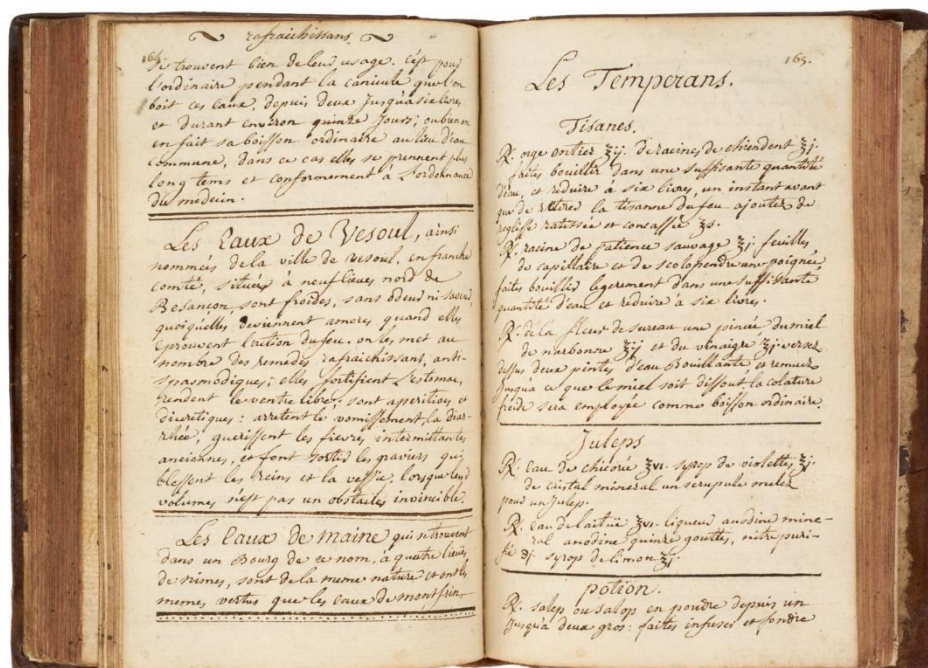 rafraichissans
164.
se trouvent bien de leur usage. c'est pour
l'ordinaire pendant la canicule que l'on
boit ces eaux, depuis deux jusqu'a six livres
et durant environ quinze jours; ou bien on
en fait sa boisson ordinaire au lieu d'eau
commune, dans ce cas elles se prennent plus
long tems et conformement à l'ordonnance
du medecin.
Les Eaux de Vesoul, ainsi
nommées de la ville de vesoul, en franche
comté, situées à neuf lieues nord de
Besançon, sont froides, sans odeur ni saveur
quoiqu'elles deviennent ameres quand elles
eprouvent l'action du feu. on les met au
nombre des remedes rafraichissant, anti-
spasmodiques; elles fortifient l'estomac,
rendent le ventre libre; sont apperitives et
diuretiques: arretent le vomissement, la diar-
rhée, guerissent les fievres intermittantes
anciennes, et font sortir les graviers qui
blessent les reins et la vessie, lorsque leur
volumes n'est pas un obstacles invincible.
Les Eaux de maine qui se trouvent
dans un Bourg de ce nom, à quatre lieues
de nimes, sont de la meme nature et ont les
memes vertus que les eaux de montfrin.
165.
Les Temperans.
Tisanes.
℞. orge entier ℥ij. de racines de chiendent ℥j.
faites bouillir dans une suffisante quantité
d'eau, et reduire à six livres, un instant avant
que de retirer la tisanne du feu ajoutez de
reglisse ratissée et concassée ʒs.
℞. racine de patience sauvage ℥j. feuilles
de capillaire et de scolopendre une poignée,
faites bouillir legerement dans une suffisante
quantité d'eau et reduire à six livres.
℞. de la fleur de sureau une pincée du miel
de narbonne ℥ij et du vinaigre ℥j. versez
dessus deux pintes d'eau Bouillante, et remuez
jusqu'a ce que le miel soit dissout. la colature
froide sera employée comme boisson ordinaire.
Juleps
℞. eau de chicorée ℥vi. syrop de violettes ℥j.
de cristal mineral un scrupule melez
pour un Julep.
℞. eau de laitue ℥vi. liqueur anodine mine-
ral anodine quinze gouttes, nitre puri-
fié ℈j. syrop de limon ℥j
potion.
℞. salep ou salop en poudre depuis un
jusqu'a deux gros: faites infuser et fondre